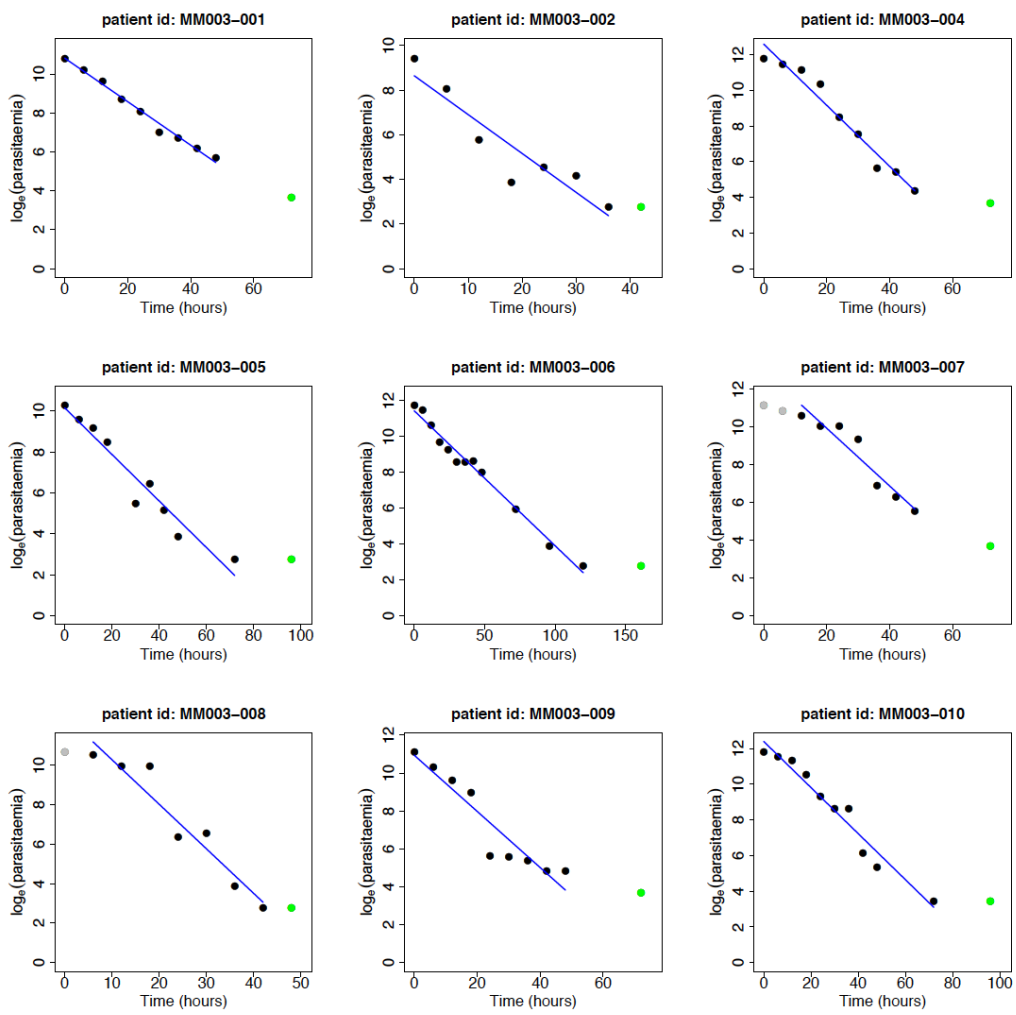 patient id: MM003−001
patient id: MM003−002
patient id: MM003−004
loge(parasitaemia)
0 2 4 6 8 10
0 20 40 60
Time (hours)
loge(parasitaemia)
0 2 4 6 8 10
0 10 20 30 40
Time (hours)
loge(parasitaemia)
0 2 4 6 8 10 12
0 20 40 60
Time (hours)
patient id: MM003−005
patient id: MM003−006
patient id: MM003−007
loge(parasitaemia)
0 2 4 6 8 10
0 20 40 60 80 100
Time (hours)
loge(parasitaemia)
0 2 4 6 8 10 12
0 50 100 150
Time (hours)
loge(parasitaemia)
0 2 4 6 8 10 12
0 20 40 60
Time (hours)
patient id: MM003−008
patient id: MM003−009
patient id: MM003−010
loge(parasitaemia)
0 2 4 6 8 10
0 10 20 30 40 50
Time (hours)
loge(parasitaemia)
0 2 4 6 8 10 12
0 20 40 60
Time (hours)
loge(parasitaemia)
0 2 4 6 8 10 12
0 20 40 60 80 100
Time (hours)